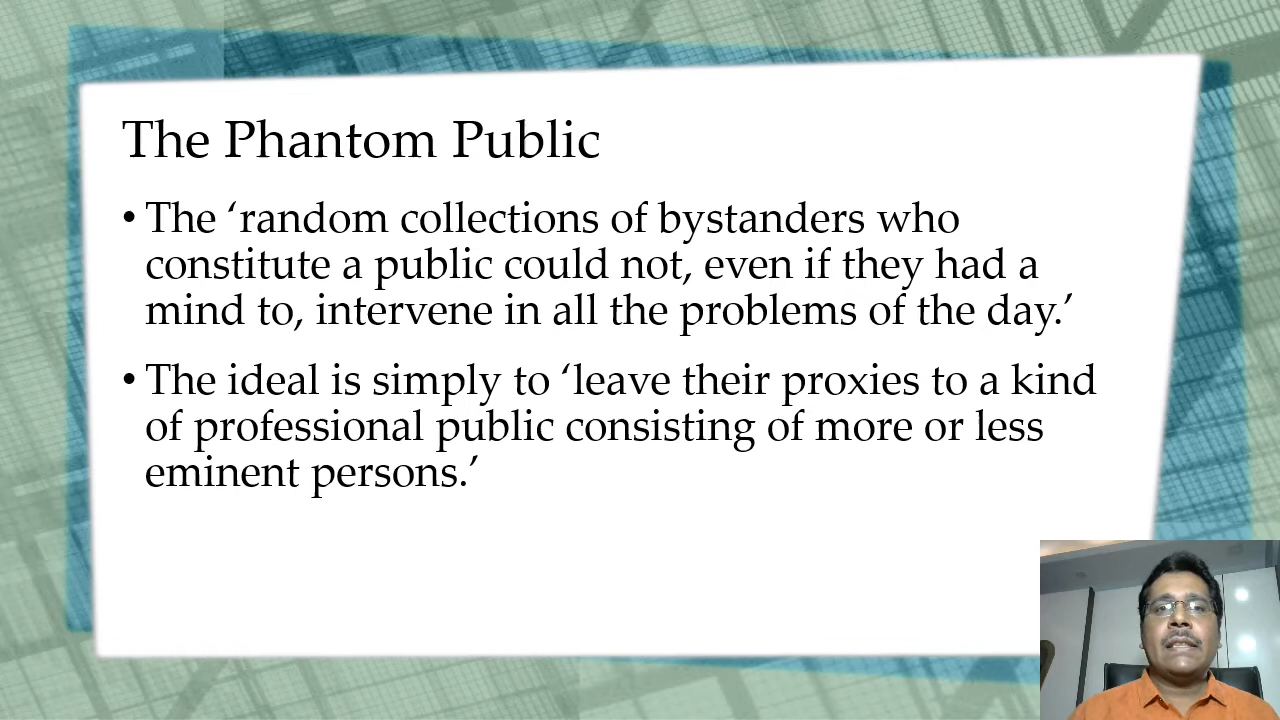 The Phantom Public
• The ‘random collections of bystanders who
constitute a public could not, even if they had a
mind to, intervene in all the problems of the day.’
• The ideal is simply to ‘leave their proxies to a kind
of professional public consisting of more or less
eminent persons.’